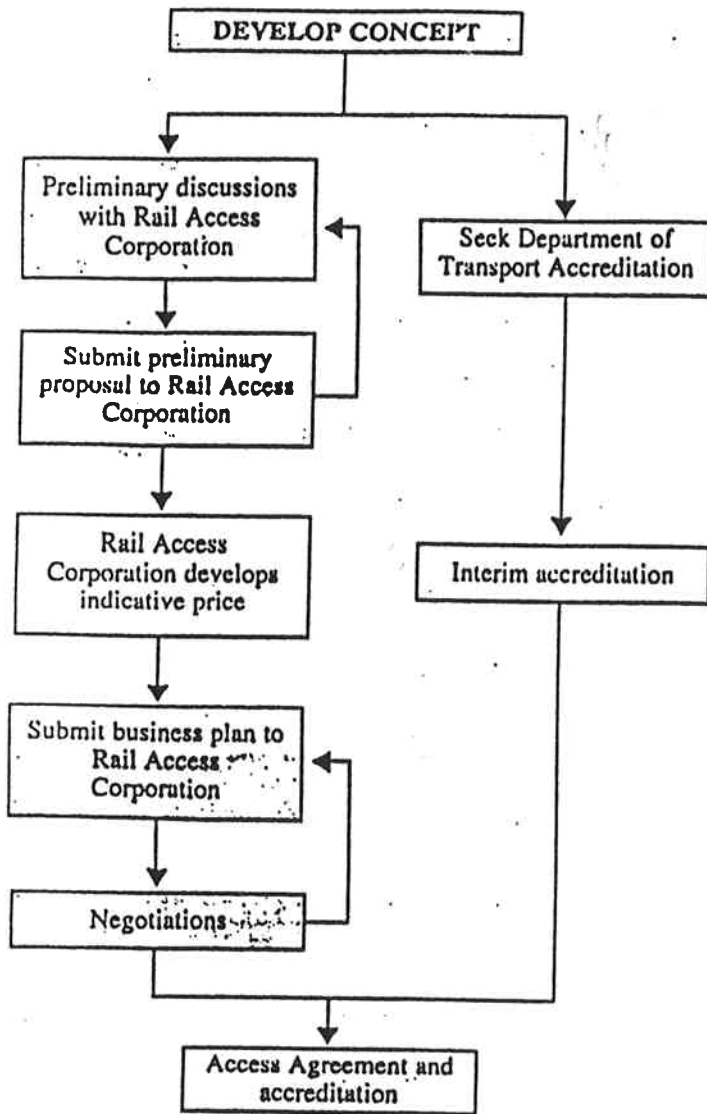 DEVELOP CONCEPT
Preliminary discussions
with Rail Access
Corporation
Seek Department of
Transport Accreditation
Submit preliminary
proposal to Rail Access
Corporation
Rail Access
Corporation develops
indicative price
Interim accreditation
Submit business plan to
Rail Access
Corporation
Negotiations
Access Agreement and
accreditation